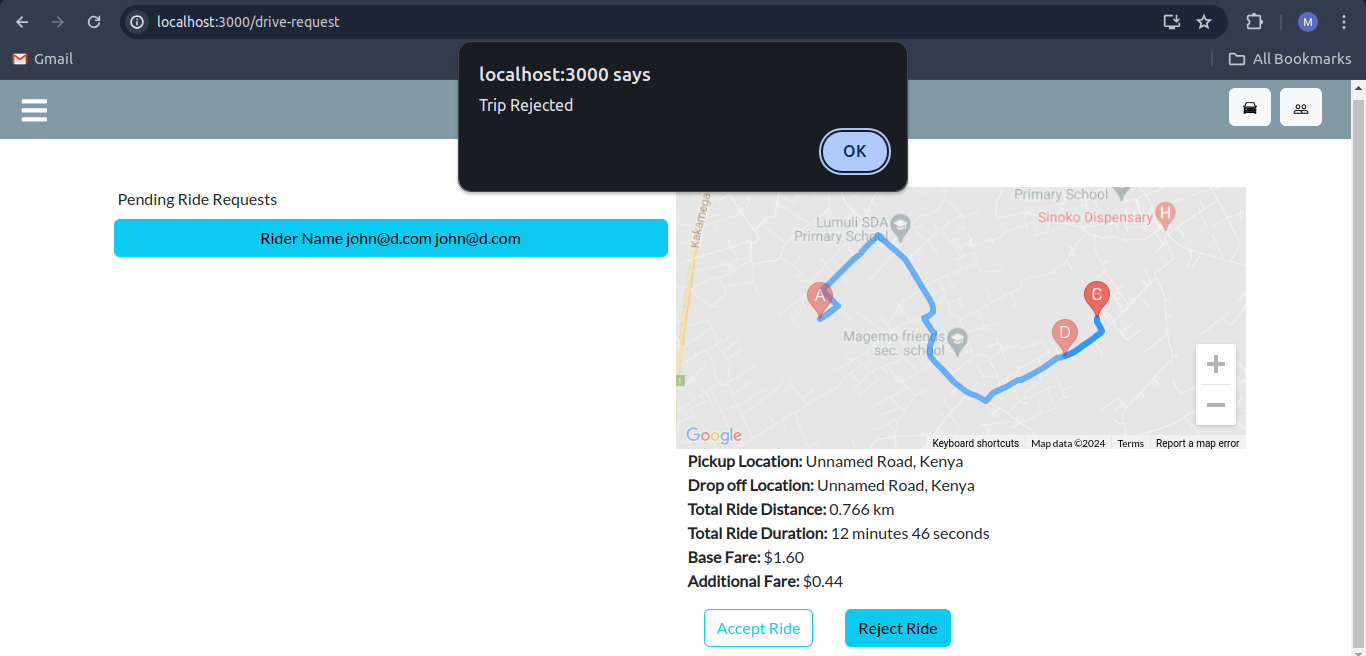 localhost:3000/drive-request
M
Gmail
All Bookmarks
localhost:3000 says
Trip Rejected
OK
Pending Ride Requests
Rider Name john@d.com john@d.com
Kakamega
Primary School
Lumuli SDA
Primary School
Sinoko Dispensary
H
A
C
D
Magemo friends
sec. school
1
Google
Keyboard shortcuts
Map data ©2024
Terms
Report a map error
Pickup Location: Unnamed Road, Kenya
Drop off Location: Unnamed Road, Kenya
Total Ride Distance: 0.766 km
Total Ride Duration: 12 minutes 46 seconds
Base Fare: $1.60
Additional Fare: $0.44
Accept Ride
Reject Ride